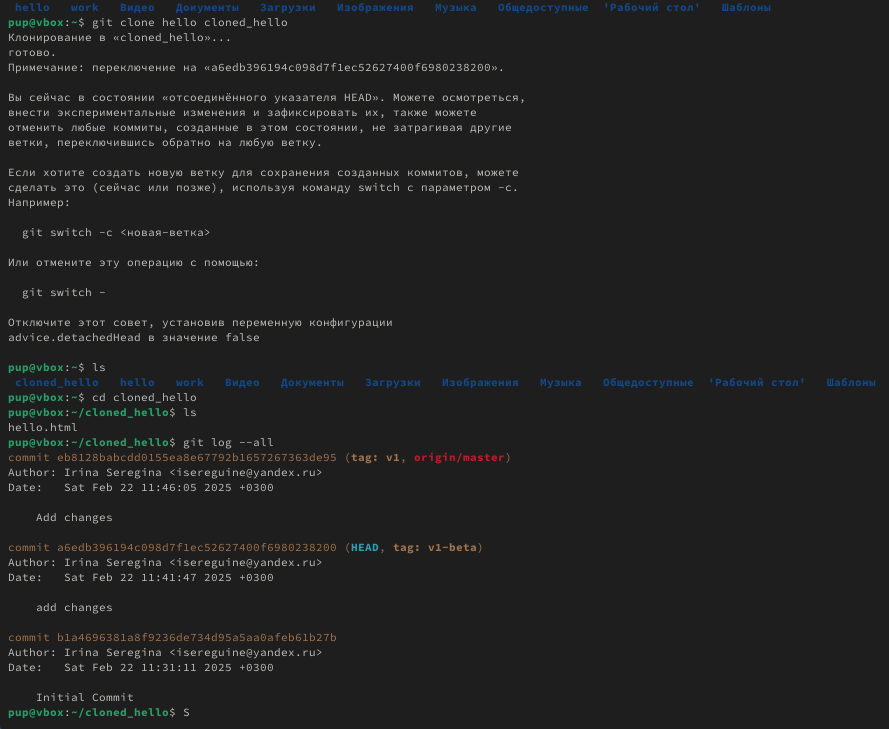 hello work Видео Документы Загрузки Изображения Музыка Общедоступные 'Рабочий стол' Шаблоны
pup@vbox:~$ git clone hello cloned_hello
Клонирование в «cloned_hello»...
готово.
Примечание: переключение на «a6edb396194c098d7f1ec52627400f6980238200».
Вы сейчас в состоянии «отсоединённого указателя HEAD». Можете осмотреться,
внести экспериментальные изменения и зафиксировать их, также можете
отменить любые коммиты, созданные в этом состоянии, не затрагивая другие
ветки, переключившись обратно на любую ветку.
Если хотите создать новую ветку для сохранения созданных коммитов, можете
сделать это (сейчас или позже), используя команду switch с параметром -c.
Например:
git switch -c <новая-ветка>
Или отмените эту операцию с помощью:
git switch -
Отключите этот совет, установив переменную конфигурации
advice.detachedHead в значение false
pup@vbox:~$ ls
cloned_hello hello work Видео Документы Загрузки Изображения Музыка Общедоступные 'Рабочий стол' Шаблоны
pup@vbox:~$ cd cloned_hello
pup@vbox:~/cloned_hello$ ls
hello.html
pup@vbox:~/cloned_hello$ git log --all
commit eb8128babcdd0155ea8e67792b1657267363de95 (tag: v1, origin/master)
Author: Irina Seregina <isereguine@yandex.ru>
Date: Sat Feb 22 11:46:05 2025 +0300
Add changes
commit a6edb396194c098d7f1ec52627400f6980238200 (HEAD, tag: v1-beta)
Author: Irina Seregina <isereguine@yandex.ru>
Date: Sat Feb 22 11:41:47 2025 +0300
add changes
commit b1a4696381a8f9236de734d95a5aa0afeb61b27b
Author: Irina Seregina <isereguine@yandex.ru>
Date: Sat Feb 22 11:31:11 2025 +0300
Initial Commit
pup@vbox:~/cloned_hello$ S